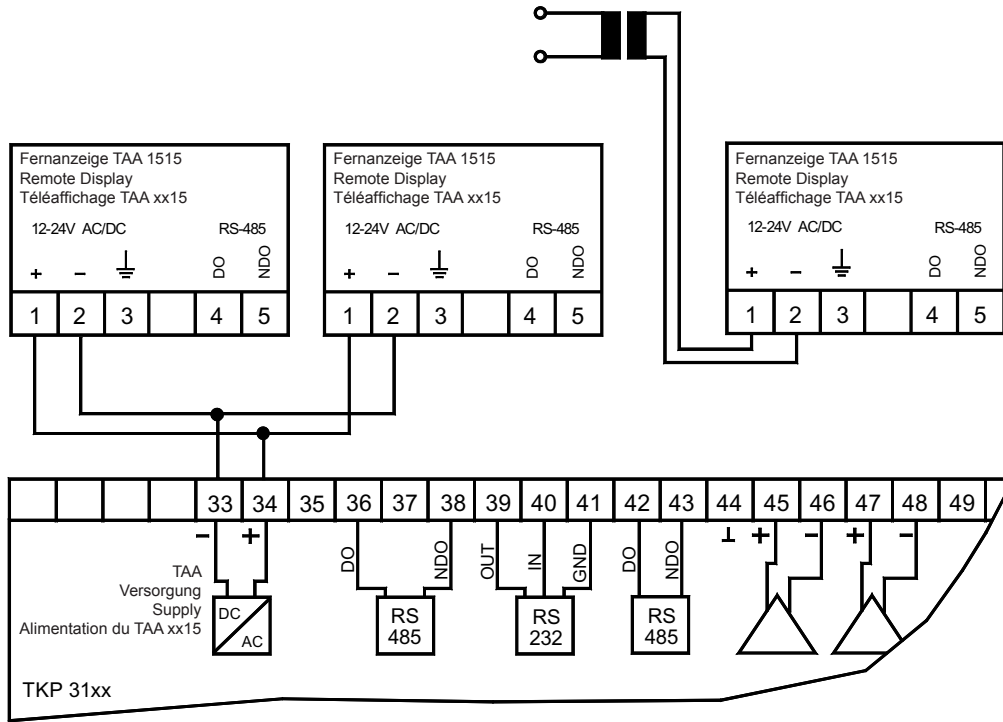 Fernanzeige TAA 1515
Remote Display
Téléaffichage TAA xx15
12-24V AC/DC RS-485
+ – DO NDO
1 2 3 4 5
Fernanzeige TAA 1515
Remote Display
Téléaffichage TAA xx15
12-24V AC/DC RS-485
+ – DO NDO
1 2 3 4 5
Fernanzeige TAA 1515
Remote Display
Téléaffichage TAA xx15
12-24V AC/DC RS-485
+ – DO NDO
1 2 3 4 5
33 34 35 36 37 38 39 40 41 42 43 44 45 46 47 48 49
– + DO NDO OUT IN GND DO NDO ⊥ + – + –
TAA
Versorgung
Supply
Alimentation du TAA xx15
DC
AC
RS
485
RS
232
RS
485
TKP 31xx